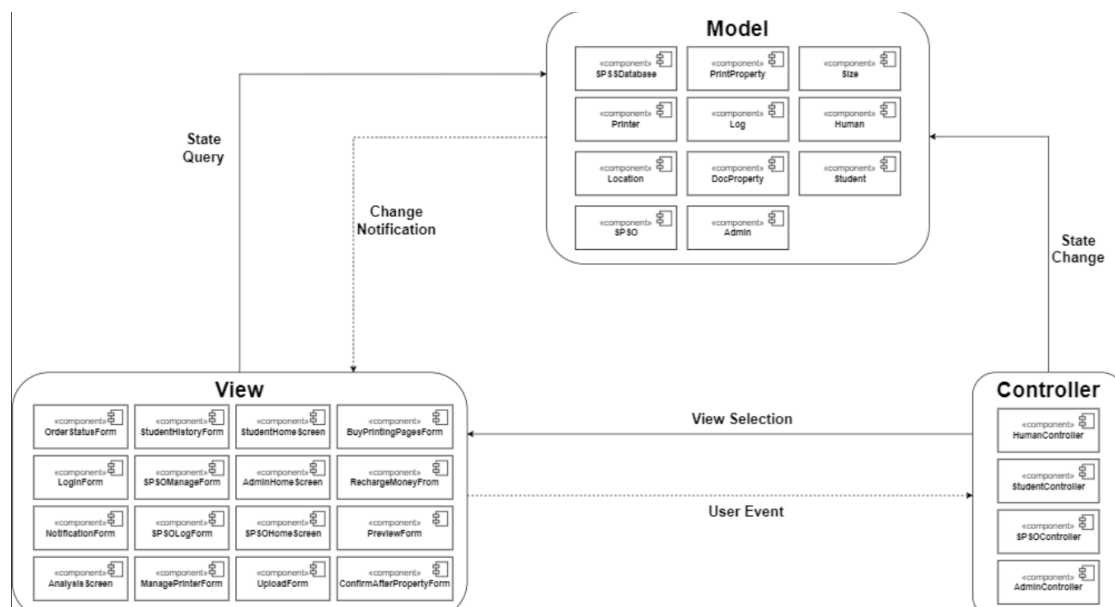 Model
«component» «component» «component»
SPSSDatabase PrintProperty Size
«component» «component» «component»
Printer Log Human
«component» «component» «component»
Location DocProperty Student
«component» «component»
SPSO Admin
State
Query
Change
Notification
State
Change
View
«component» «component» «component» «component»
OrderStatusForm StudentHistoryForm StudentHomeScreen BuyPrintingPagesForm
«component» «component» «component» «component»
LoginForm SPSOManageForm AdminHomeScreen RechargeMoneyFrom
«component» «component» «component» «component»
NotificationForm SPSOLogForm SPSOHomeScreen PreviewForm
«component» «component» «component» «component»
AnalysisScreen ManagePrinterForm UploadForm ConfirmAfterPropertyForm
View Selection
User Event
Controller
«component»
HumanController
«component»
StudentController
«component»
SPSOController
«component»
AdminController